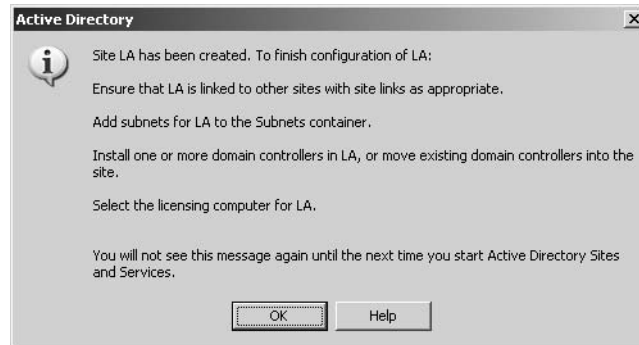 Active Directory
Site LA has been created. To finish configuration of LA:
Ensure that LA is linked to other sites with site links as appropriate.
Add subnets for LA to the Subnets container.
Install one or more domain controllers in LA, or move existing domain controllers into the
site.
Select the licensing computer for LA.
You will not see this message again until the next time you start Active Directory Sites
and Services.
OK
Help